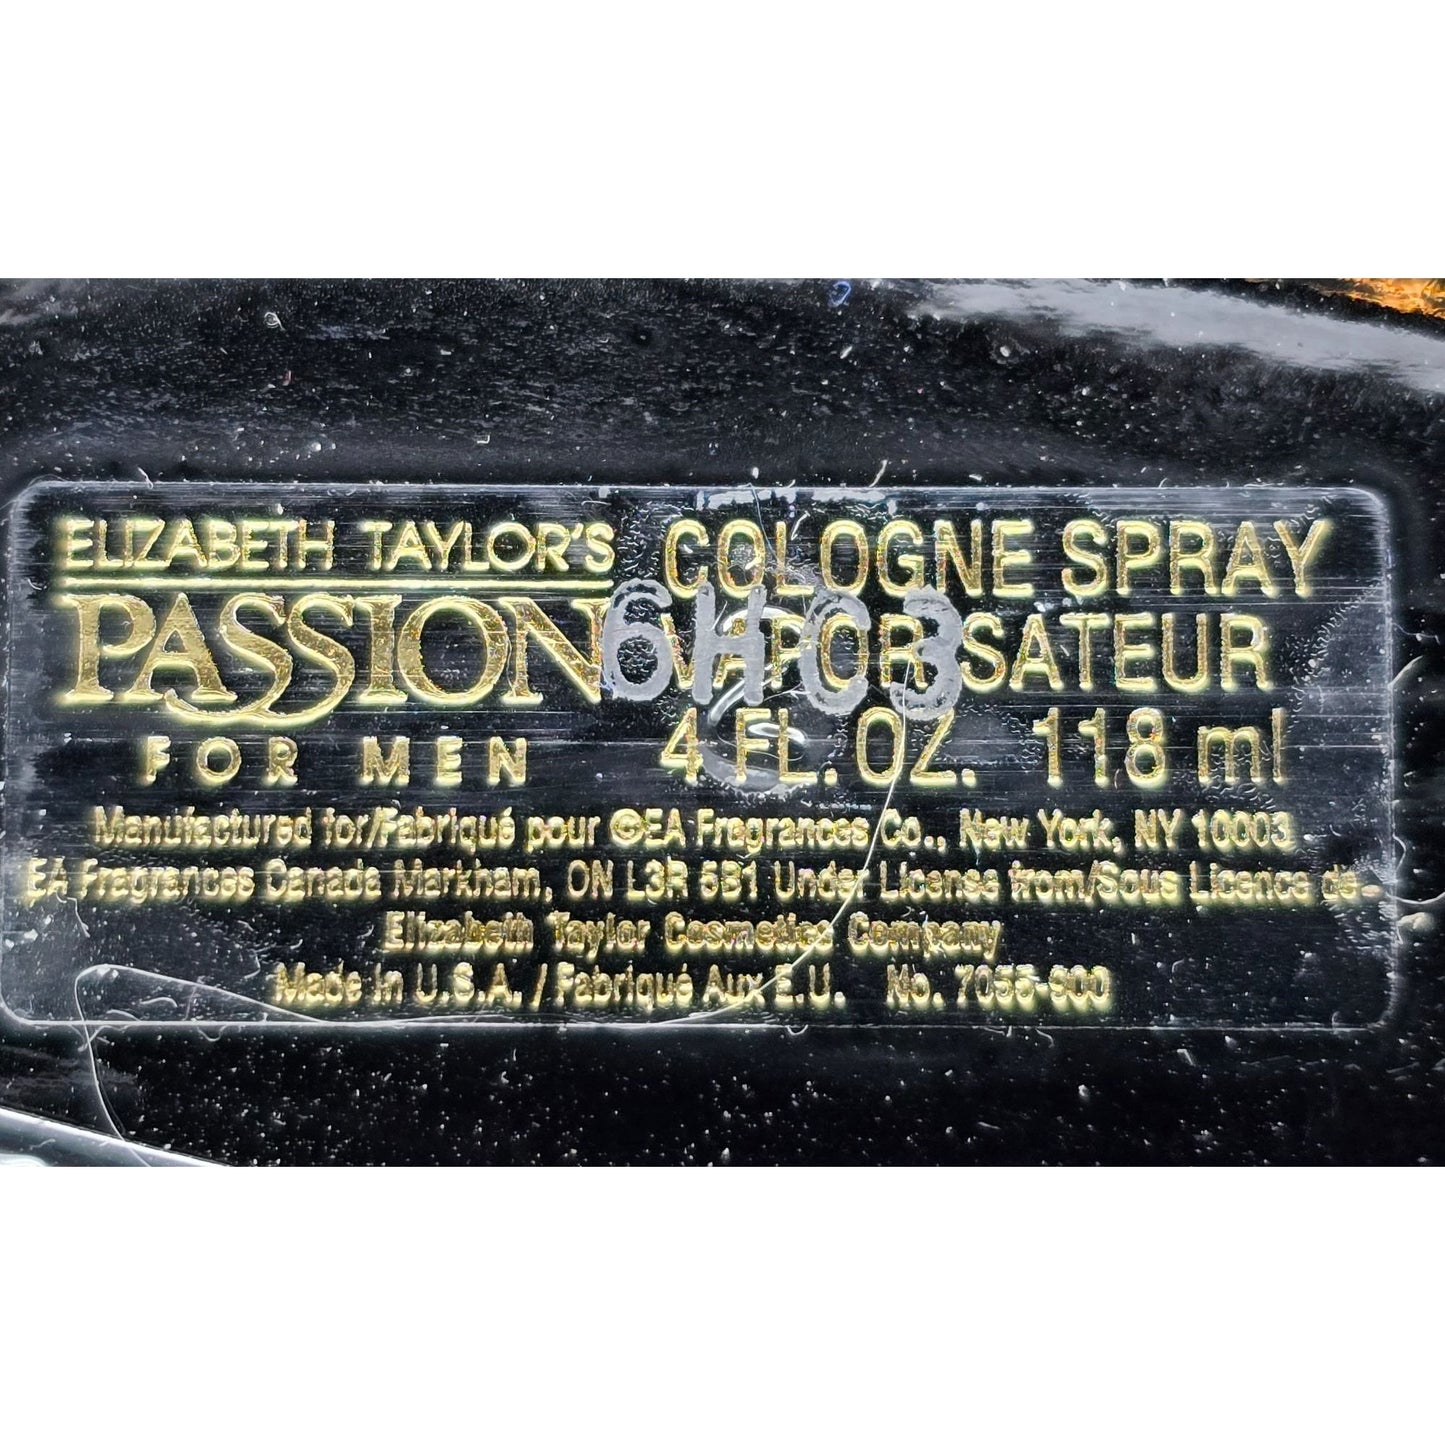 ELIZABETH TAYLOR'S
PASSION
FOR MEN
COLOGNE SPRAY
VAPORISATEUR
4 FL. OZ. 118 ml
6HC3
Manufactured for/Fabriqué pour ©EA Fragrances Co., New York, NY 10003
EA Fragrances Canada Markham, ON L3R 5B1 Under License from/Sous Licence de
Elizabeth Taylor Cosmetics Company
Made in U.S.A. / Fabriqué Aux E.U. No. 7055-900